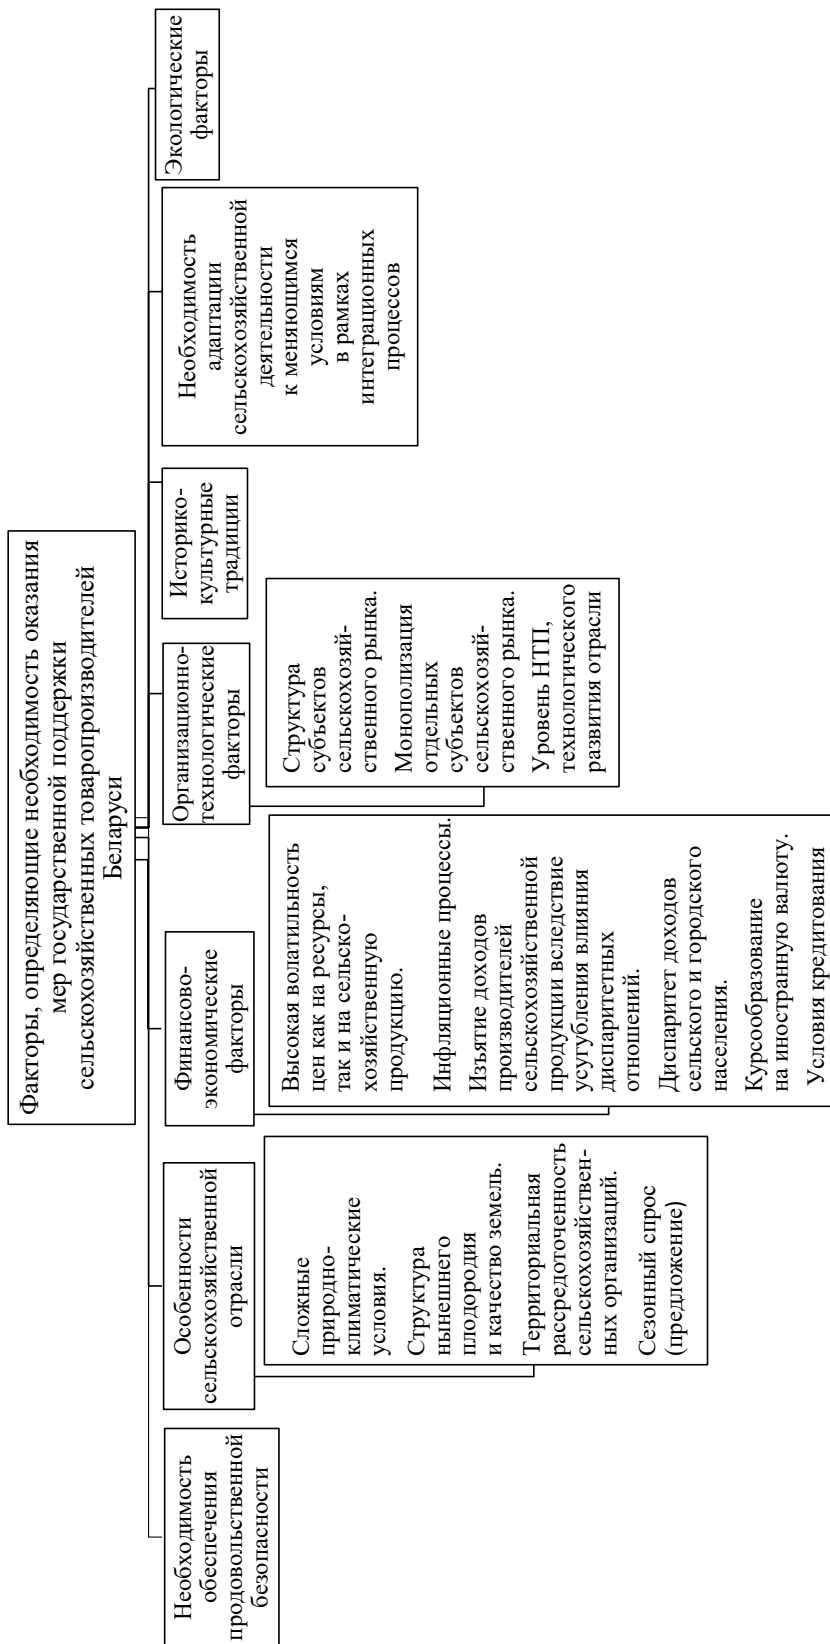 Факторы, определяющие необходимость оказания
мер государственной поддержки
сельскохозяйственных товаропроизводителей
Беларуси
Необходимость
обеспечения
продовольственной
безопасности
Особенности
сельскохозяйственной
отрасли
Сложные
природно-
климатические
условия.
Структура
нынешнего
плодородия
и качество земель.
Территориальная
рассредоточенность
сельскохозяйствен-
ных организаций.
Сезонный спрос
(предложение)
Финансово-
экономические
факторы
Высокая волатильность
цен как на ресурсы,
так и на сельско-
хозяйственную
продукцию.
Инфляционные процессы.
Изъятие доходов
производителей
сельскохозяйственной
продукции вследствие
усугубления влияния
диспаритетных
отношений.
Диспаритет доходов
сельского и городского
населения.
Курсообразование
на иностранную валюту.
Условия кредитования
Организационно-
технологические
факторы
Структура
субъектов
сельскохозяй-
ственного рынка.
Монополизация
отдельных
субъектов
сельскохозяй-
ственного рынка.
Уровень НТП,
технологического
развития отрасли
Историко-
культурные
традиции
Необходимость
адаптации
сельскохозяйственной
деятельности
к меняющимся
условиям
в рамках
интеграционных
процессов
Экологические
факторы